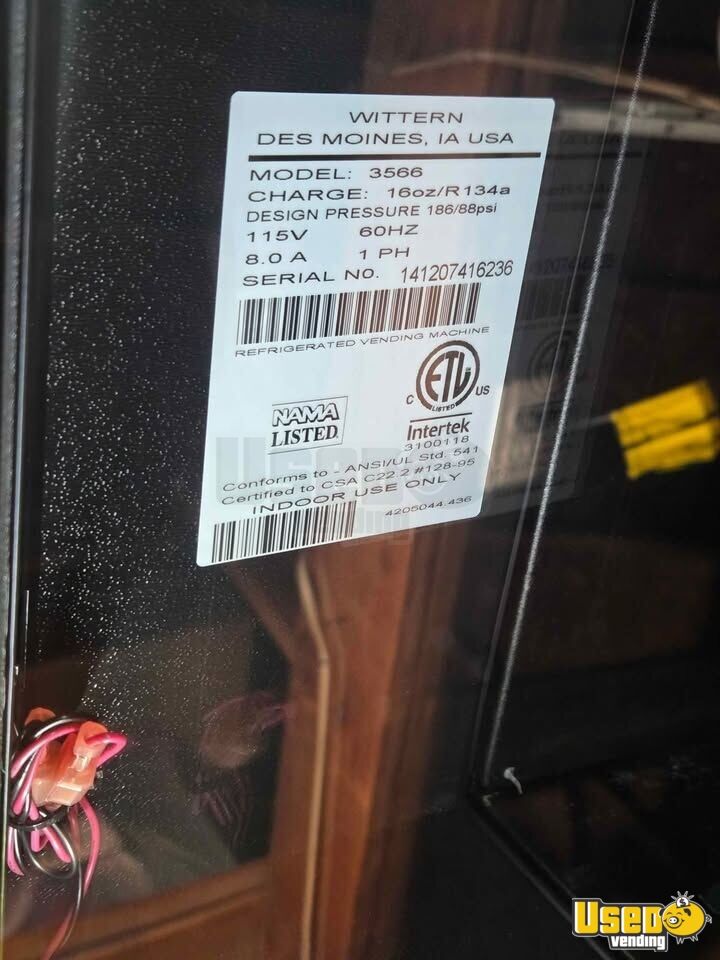 WITTERN
DES MOINES, IA USA
MODEL: 3566
CHARGE: 16oz/R134a
DESIGN PRESSURE 186/88psi
115V 60HZ
8.0 A 1 PH
SERIAL NO. 141207416236
REFRIGERATED VENDING MACHINE
NAMA
LISTED
C ETL US
LISTED
Intertek
3100118
Conforms to - ANSI/UL Std. 541
Certified to CSA C22.2 #128-95
INDOOR USE ONLY
4205044.436
USED
vending